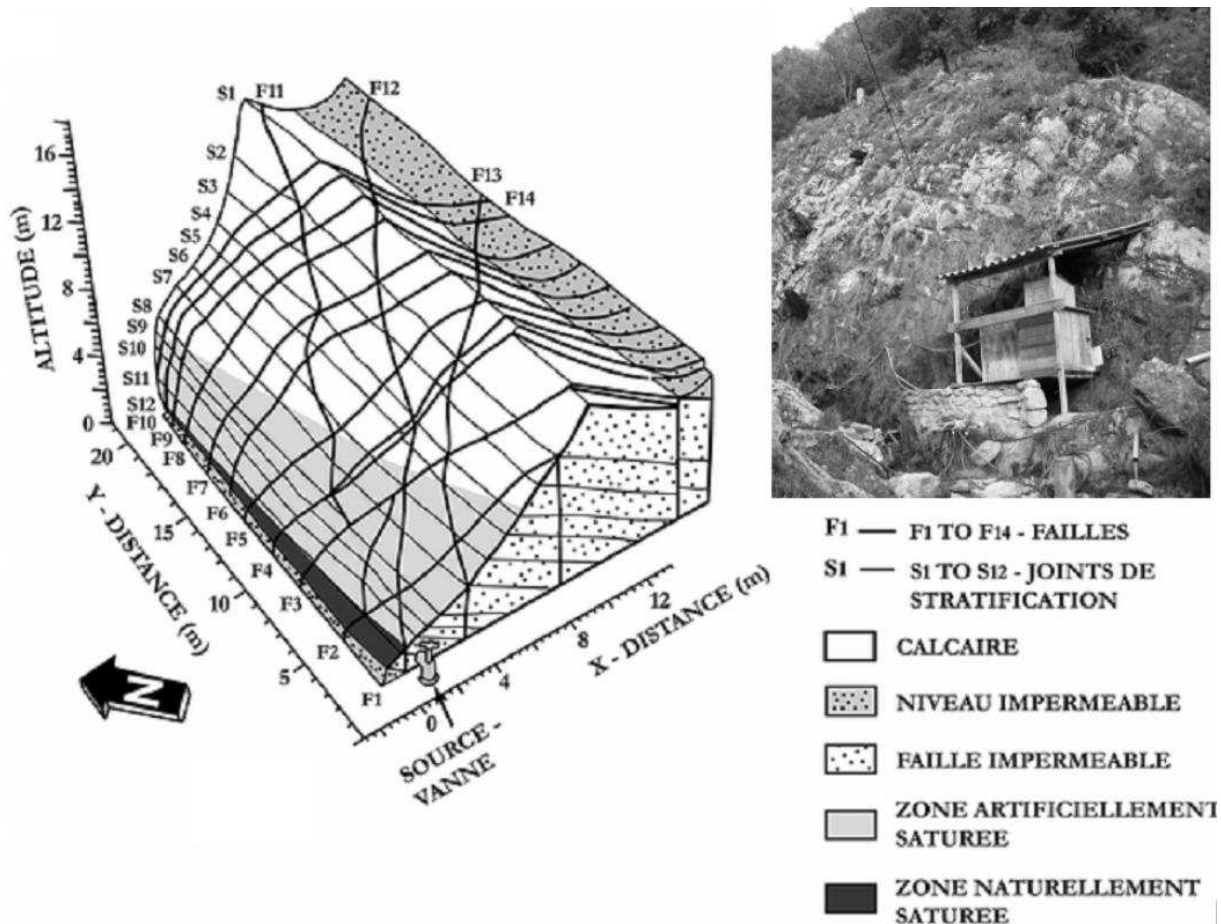 S1
F11
F12
S2
S3
F13
F14
S4
S5
S6
S7
S8
S9
S10
S11
S12
F10
F9
F8
F7
F6
F5
F4
F3
F2
F1
16
12
8
4
0
ALTITUDE (m)
20
15
10
5
Y - DISTANCE (m)
0
4
8
12
X - DISTANCE (m)
N
SOURCE -
VANNE
F1 — F1 TO F14 - FAILLES
S1 — S1 TO S12 - JOINTS DE
STRATIFICATION
CALCAIRE
NIVEAU IMPERMEABLE
FAILLE IMPERMEABLE
ZONE ARTIFICIELLEMENT
SATUREE
ZONE NATURELLEMENT
SATUREE